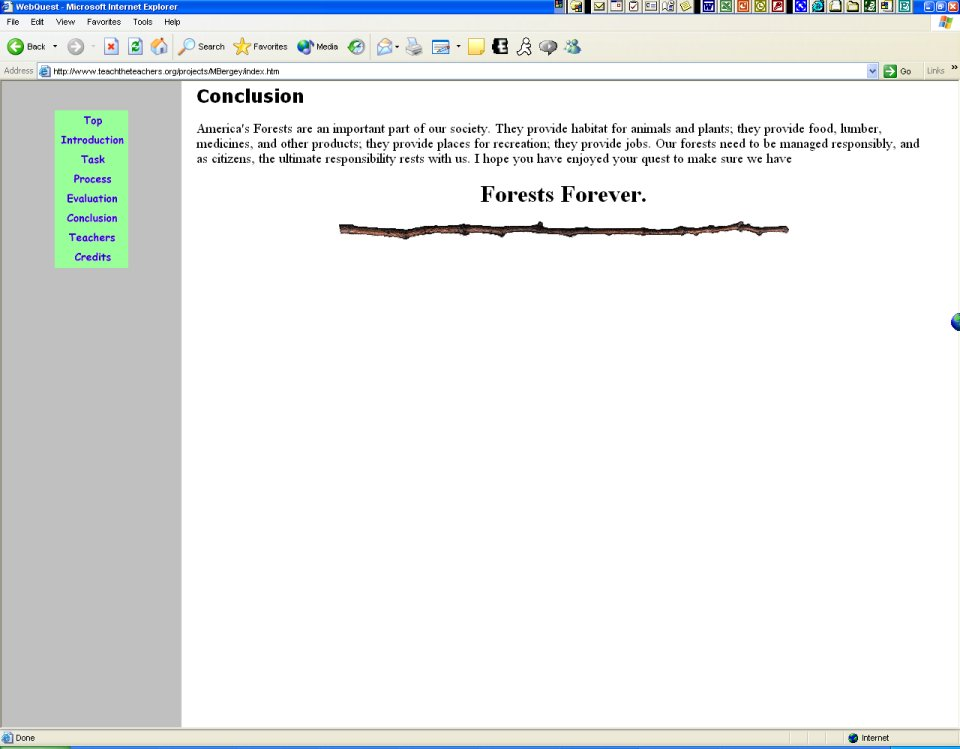 WebQuest - Microsoft Internet Explorer
File Edit View Favorites Tools Help
Back Search Favorites Media
Address http://www.teachtheteachers.org/projects/MBergey/index.htm Go Links »
Top
Introduction
Task
Process
Evaluation
Conclusion
Teachers
Credits
Conclusion
America's Forests are an important part of our society. They provide habitat for animals and plants; they provide food, lumber,
medicines, and other products; they provide places for recreation; they provide jobs. Our forests need to be managed responsibly, and
as citizens, the ultimate responsibility rests with us. I hope you have enjoyed your quest to make sure we have
Forests Forever.
Done Internet